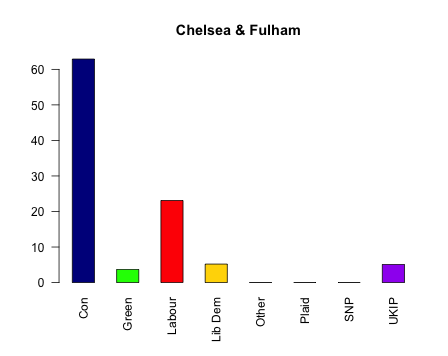 Chelsea & Fulham
60
50
40
30
20
10
0
Con
Green
Labour
Lib Dem
Other
Plaid
SNP
UKIP